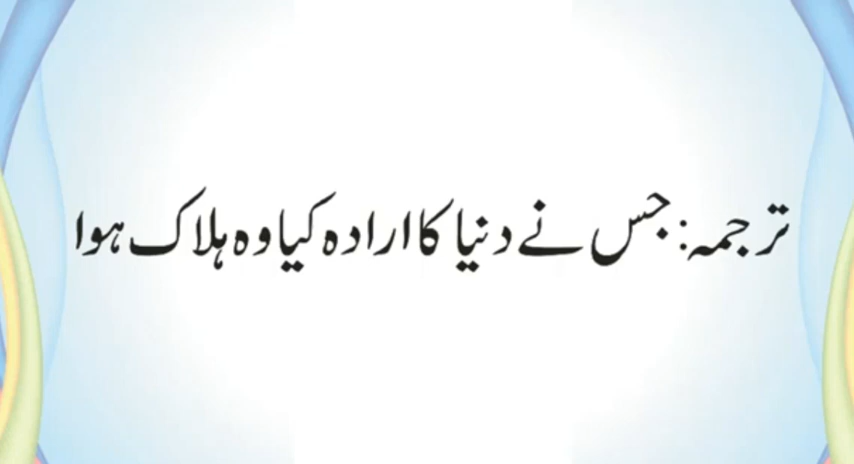 ترجمہ: جس نے دنیا کا ارادہ کیا وہ ہلاک ہوا